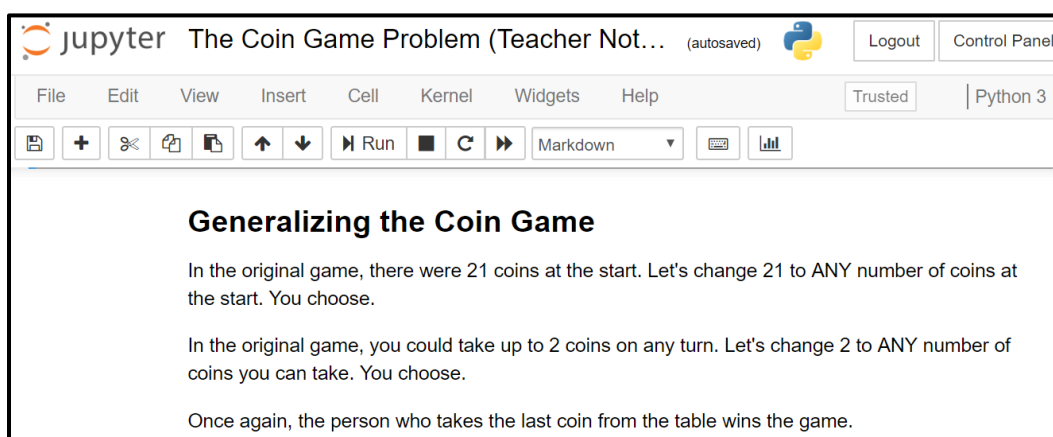 jupyter The Coin Game Problem (Teacher Not... (autosaved) Logout Control Panel
File Edit View Insert Cell Kernel Widgets Help Trusted Python 3
Run Markdown
Generalizing the Coin Game
In the original game, there were 21 coins at the start. Let's change 21 to ANY number of coins at
the start. You choose.
In the original game, you could take up to 2 coins on any turn. Let's change 2 to ANY number of
coins you can take. You choose.
Once again, the person who takes the last coin from the table wins the game.